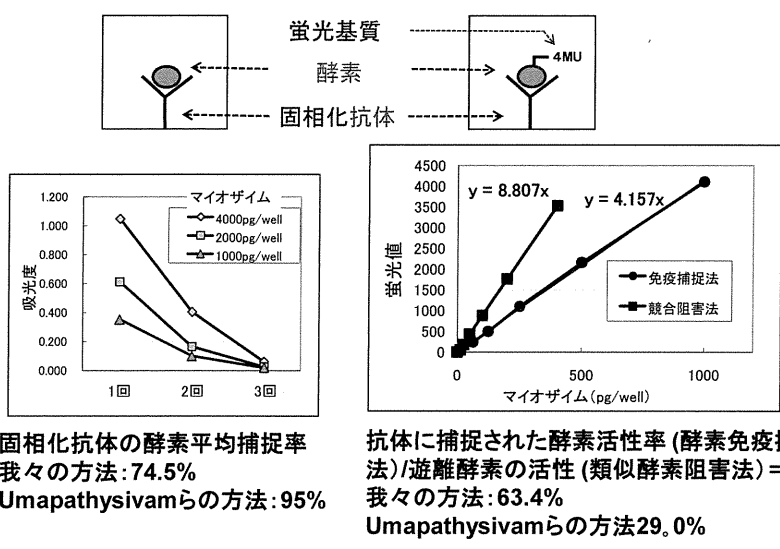 蛍光基質
4MU
酵素
固相化抗体
マイオザイム
4000pg/well
2000pg/well
1000pg/well
1.200
1.000
0.800
0.600
0.400
0.200
0.000
吸光度
1回
2回
3回
4500
4000
3500
3000
2500
2000
1500
1000
500
0
蛍光値
y = 8.807x
y = 4.157x
免疫捕捉法
競合阻害法
0
500
1000
マイオザイム(pg/well)
固相化抗体の酵素平均捕捉率
我々の方法:74.5%
Umapathysivamらの方法:95%
抗体に捕捉された酵素活性率 (酵素免疫
法)/遊離酵素の活性 (類似酵素阻害法)=
我々の方法:63.4%
Umapathysivamらの方法29。0%